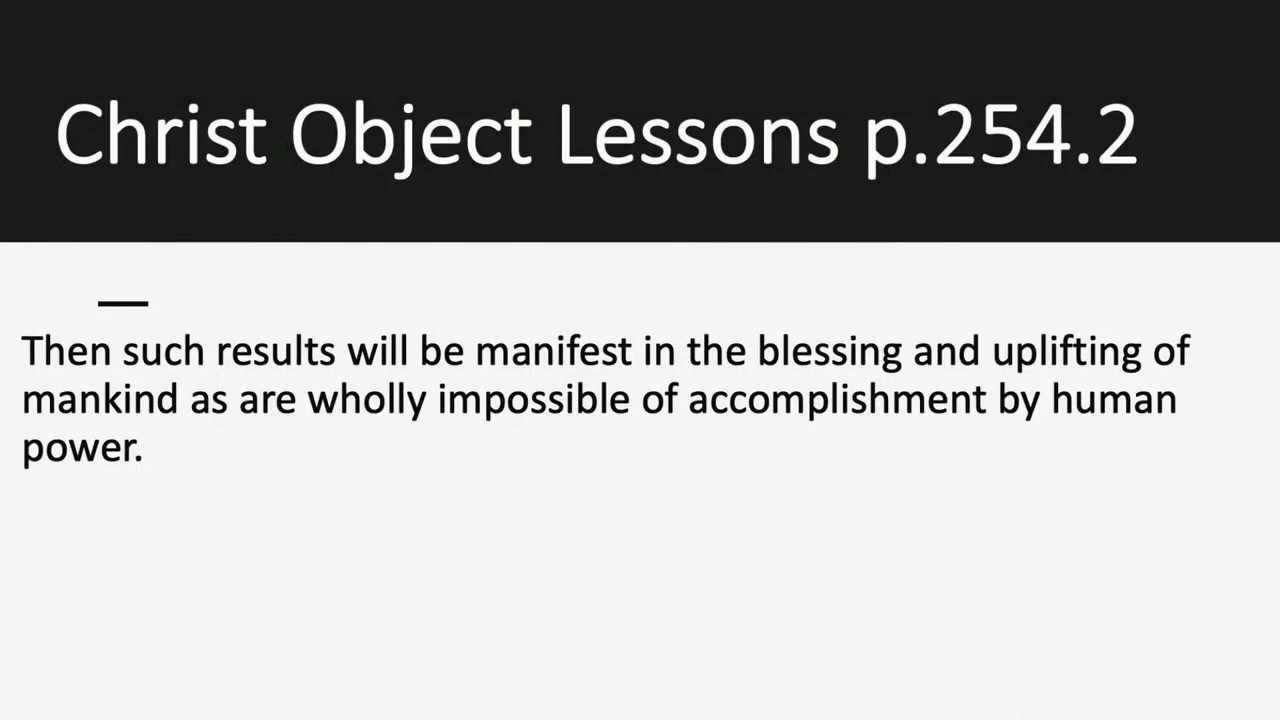 Christ Object Lessons p.254.2
Then such results will be manifest in the blessing and uplifting of
mankind as are wholly impossible of accomplishment by human
power.